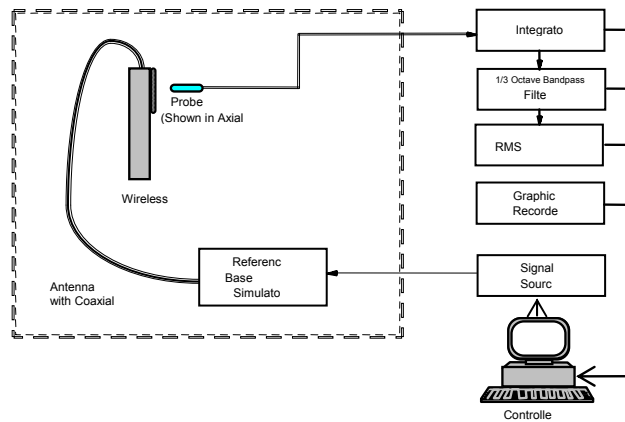 Integrato
1/3 Octave Bandpass
Filte
RMS
Graphic
Recorde
Probe
(Shown in Axial
Wireless
Referenc
Base
Simulato
Antenna
with Coaxial
Signal
Sourc
Controlle